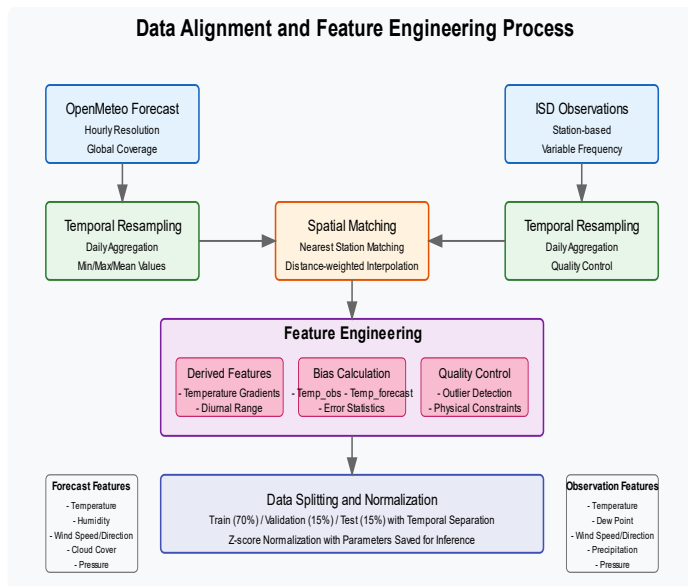 Data Alignment and Feature Engineering Process
OpenMeteo Forecast
Hourly Resolution
Global Coverage
ISD Observations
Station-based
Variable Frequency
Temporal Resampling
Daily Aggregation
Min/Max/Mean Values
Spatial Matching
Nearest Station Matching
Distance-weighted Interpolation
Temporal Resampling
Daily Aggregation
Quality Control
Feature Engineering
Derived Features
- Temperature Gradients
- Diurnal Range
Bias Calculation
- Temp_obs - Temp_forecast
- Error Statistics
Quality Control
- Outlier Detection
- Physical Constraints
Forecast Features
- Temperature
- Humidity
- Wind Speed/Direction
- Cloud Cover
- Pressure
Data Splitting and Normalization
Train (70%) / Validation (15%) / Test (15%) with Temporal Separation
Z-score Normalization with Parameters Saved for Inference
Observation Features
- Temperature
- Dew Point
- Wind Speed/Direction
- Precipitation
- Pressure